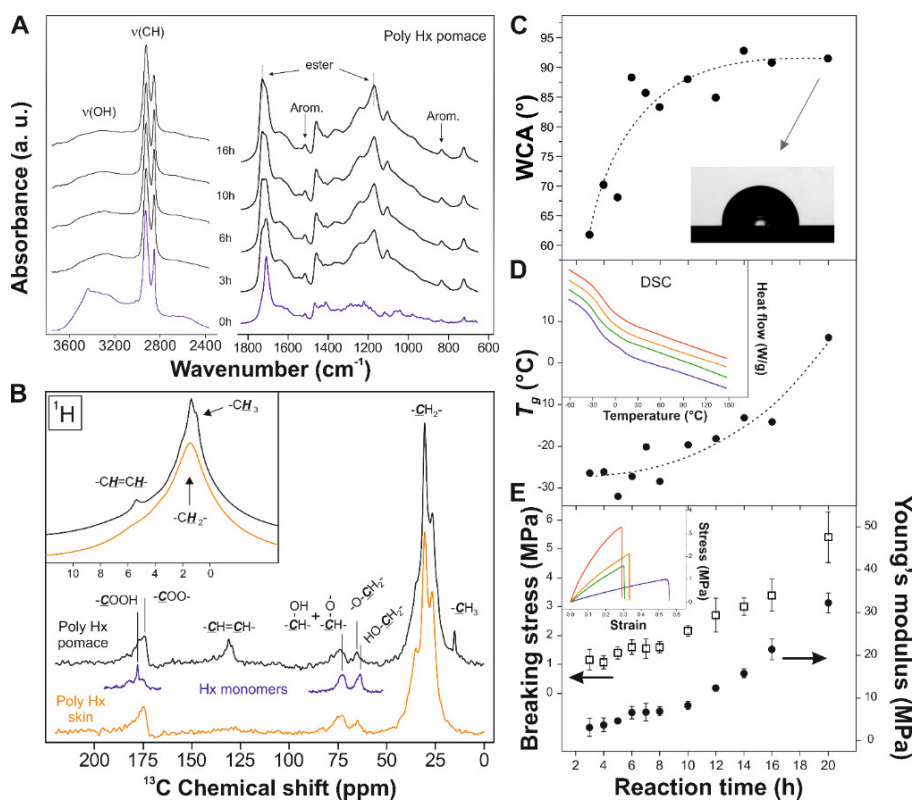 A
Poly Hx pomace
ν(CH)
ν(OH)
ester
Arom.
Arom.
16h
10h
6h
3h
0h
Absorbance (a. u.)
3600 3200 2800 2400 1800 1600 1400 1200 1000 800 600
Wavenumber (cm-1)
B
1H
-CH3
-CH=CH-
-CH2-
10 8 6 4 2 0
-CH2-
-COOH
-COO-
-CH=CH-
OH
-CH-
+
O
-CH-
-O-CH2-
HO-CH2-
-CH3
Poly Hx
pomace
Hx monomers
Poly Hx
skin
200 175 150 125 100 75 50 25 0
13C Chemical shift (ppm)
C
WCA (°)
95
90
85
80
75
70
65
60
D
DSC
Heat flow (W/g)
-60 -30 0 30 60 90 120 150
Temperature (°C)
Tg (°C)
10
0
-10
-20
-30
E
Breaking stress (MPa)
6
5
4
3
2
1
0
Stress (MPa)
4
3
2
1
0
0.0 0.1 0.2 0.3 0.4 0.5 0.6
Strain
Young's modulus (MPa)
50
40
30
20
10
0
2 4 6 8 10 12 14 16 18 20
Reaction time (h)